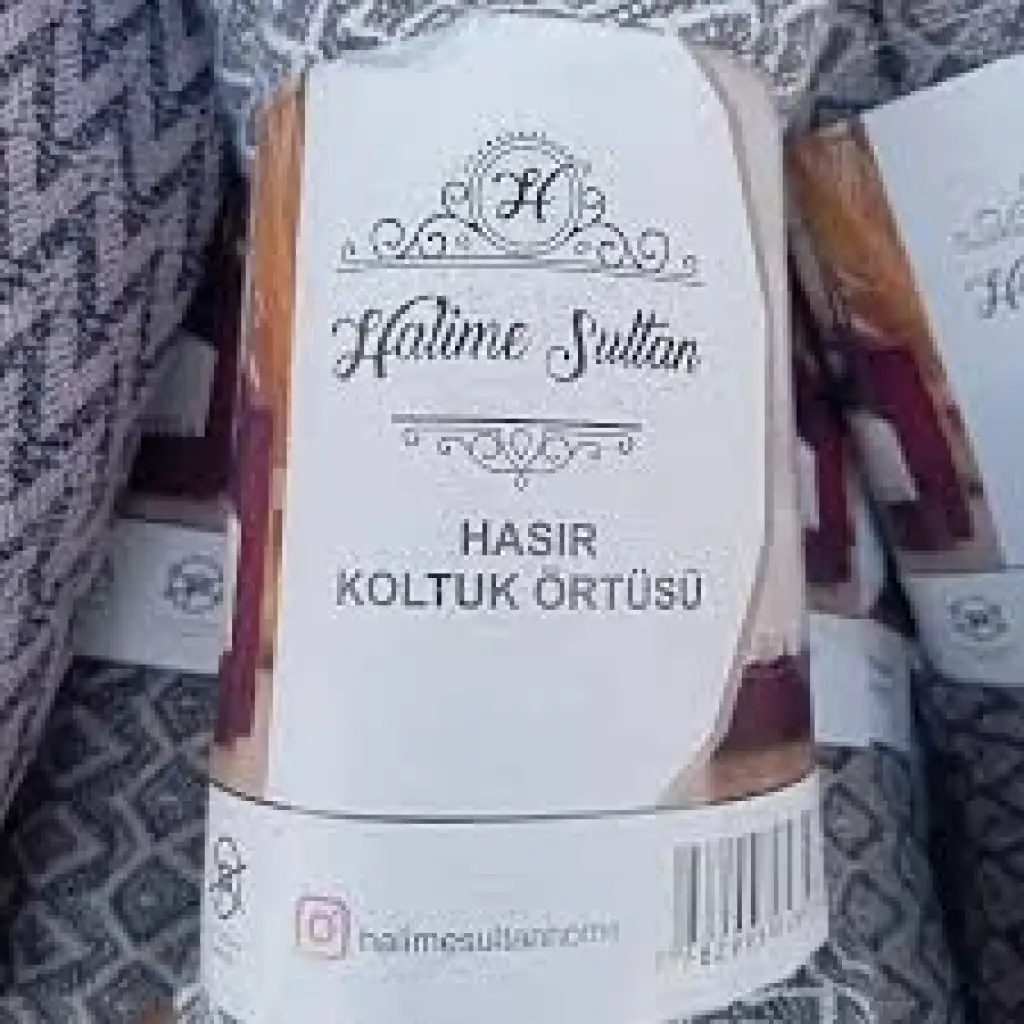 H
Halime Sultan
HASIR
KOLTUK ÖRTÜSÜ
halimesultanhome